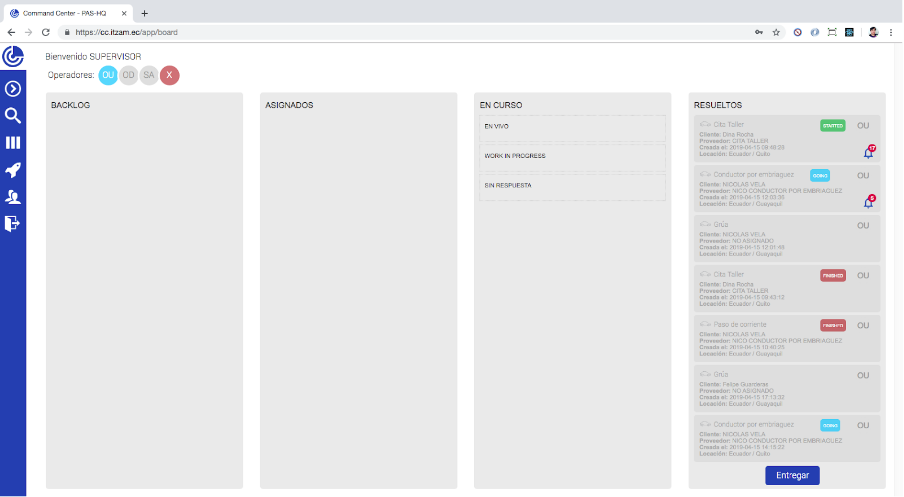 Command Center - PAS-HQ
https://cc.itzam.ec/app/board
Bienvenido SUPERVISOR
Operadores: OU OD SA X
BACKLOG
ASIGNADOS
EN CURSO
EN VIVO
WORK IN PROGRESS
SIN RESPUESTA
RESUELTOS
Cita Taller STARTED OU
Cliente: Dina Rocha
Proveedor: CITA TALLER
Creada el: 2019-04-15 09:48:28
Locación: Ecuador / Quito
17
Conductor por embriaguez GOING OU
Cliente: NICOLAS VELA
Proveedor: NICO CONDUCTOR POR EMBRIAGUEZ
Creada el: 2019-04-15 12:03:36
Locación: Ecuador / Guayaquil
Grúa OU
Cliente: NICOLAS VELA
Proveedor: NO ASIGNADO
Creada el: 2019-04-15 12:01:48
Locación: Ecuador / Guayaquil
Cita Taller FINISHED OU
Cliente: Dina Rocha
Proveedor: CITA TALLER
Creada el: 2019-04-15 09:43:12
Locación: Ecuador / Quito
Paso de corriente FINISHED OU
Cliente: NICOLAS VELA
Proveedor: NICO CONDUCTOR POR EMBRIAGUEZ
Creada el: 2019-04-15 10:48:25
Locación: Ecuador / Guayaquil
Grúa OU
Cliente: Felipe Guarderas
Proveedor: NO ASIGNADO
Creada el: 2019-04-15 17:13:32
Locación: Ecuador / Guayaquil
Conductor por embriaguez GOING OU
Cliente: NICOLAS VELA
Proveedor: NICO CONDUCTOR POR EMBRIAGUEZ
Creada el: 2019-04-15 14:15:22
Locación: Ecuador / Quito
Entregar